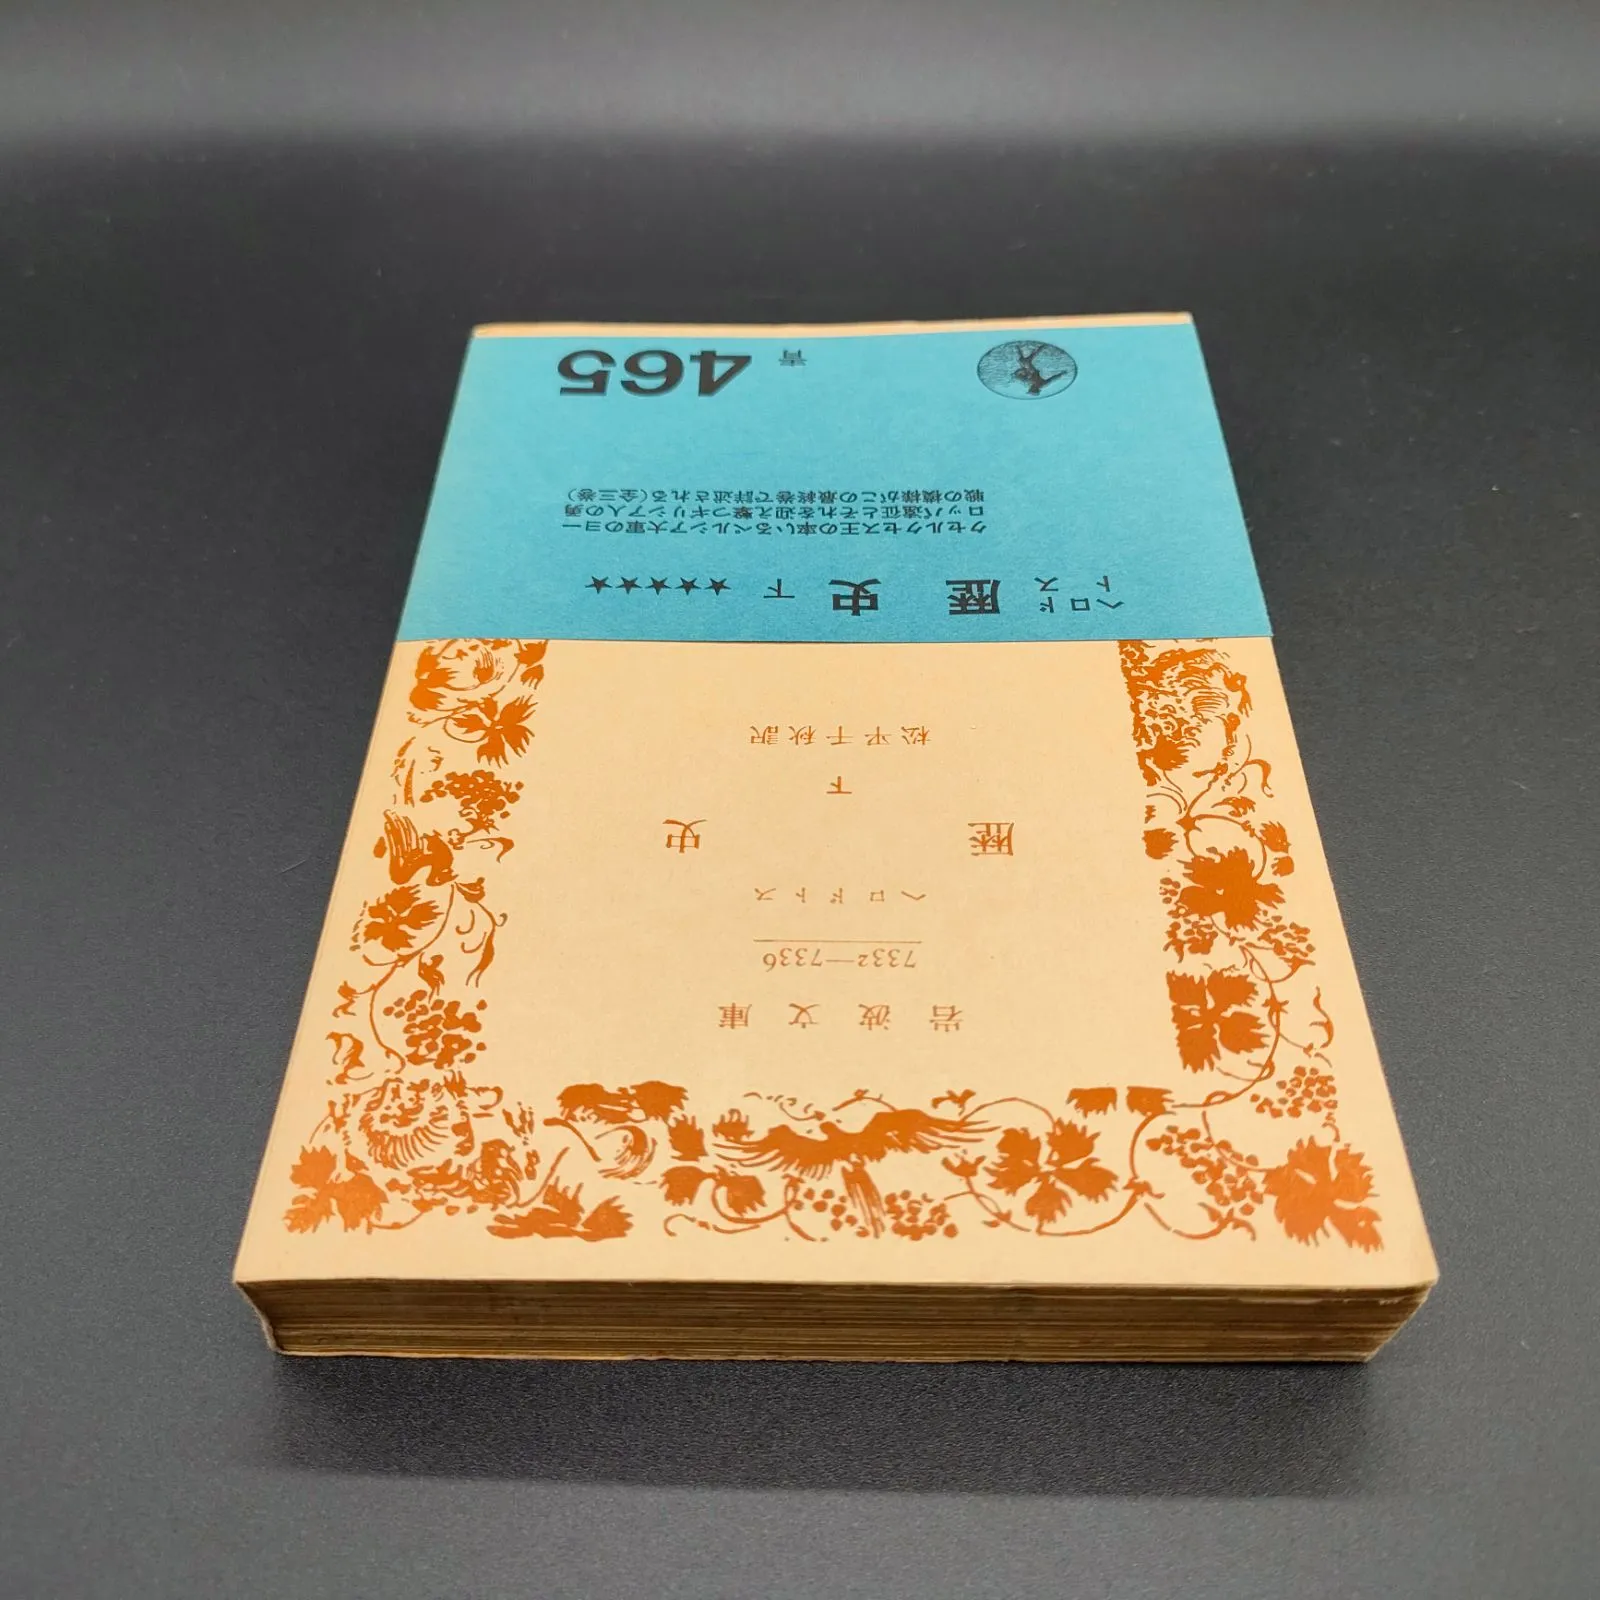 岩波文庫
7332—7336
ヘロドトス
歴史
下
松平千秋訳
ヘロドトス 歴史 下 ★★★★★
クセルクセス王の率いるペルシア大軍のヨー
ロッパ遠征とそれを迎え撃つギリシア人の勇
戦の模様がこの最終巻で詳述される(全三巻)
青 465